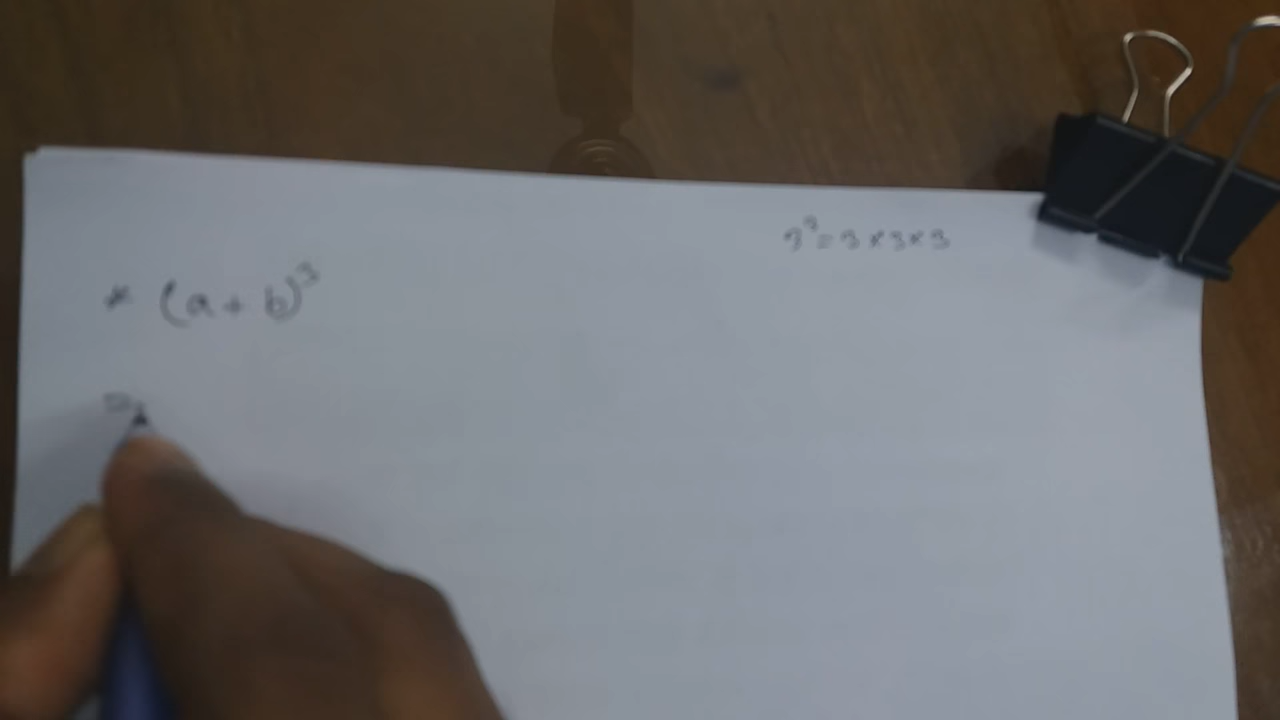 3³ = 3 × 3 × 3
* (a + b)³